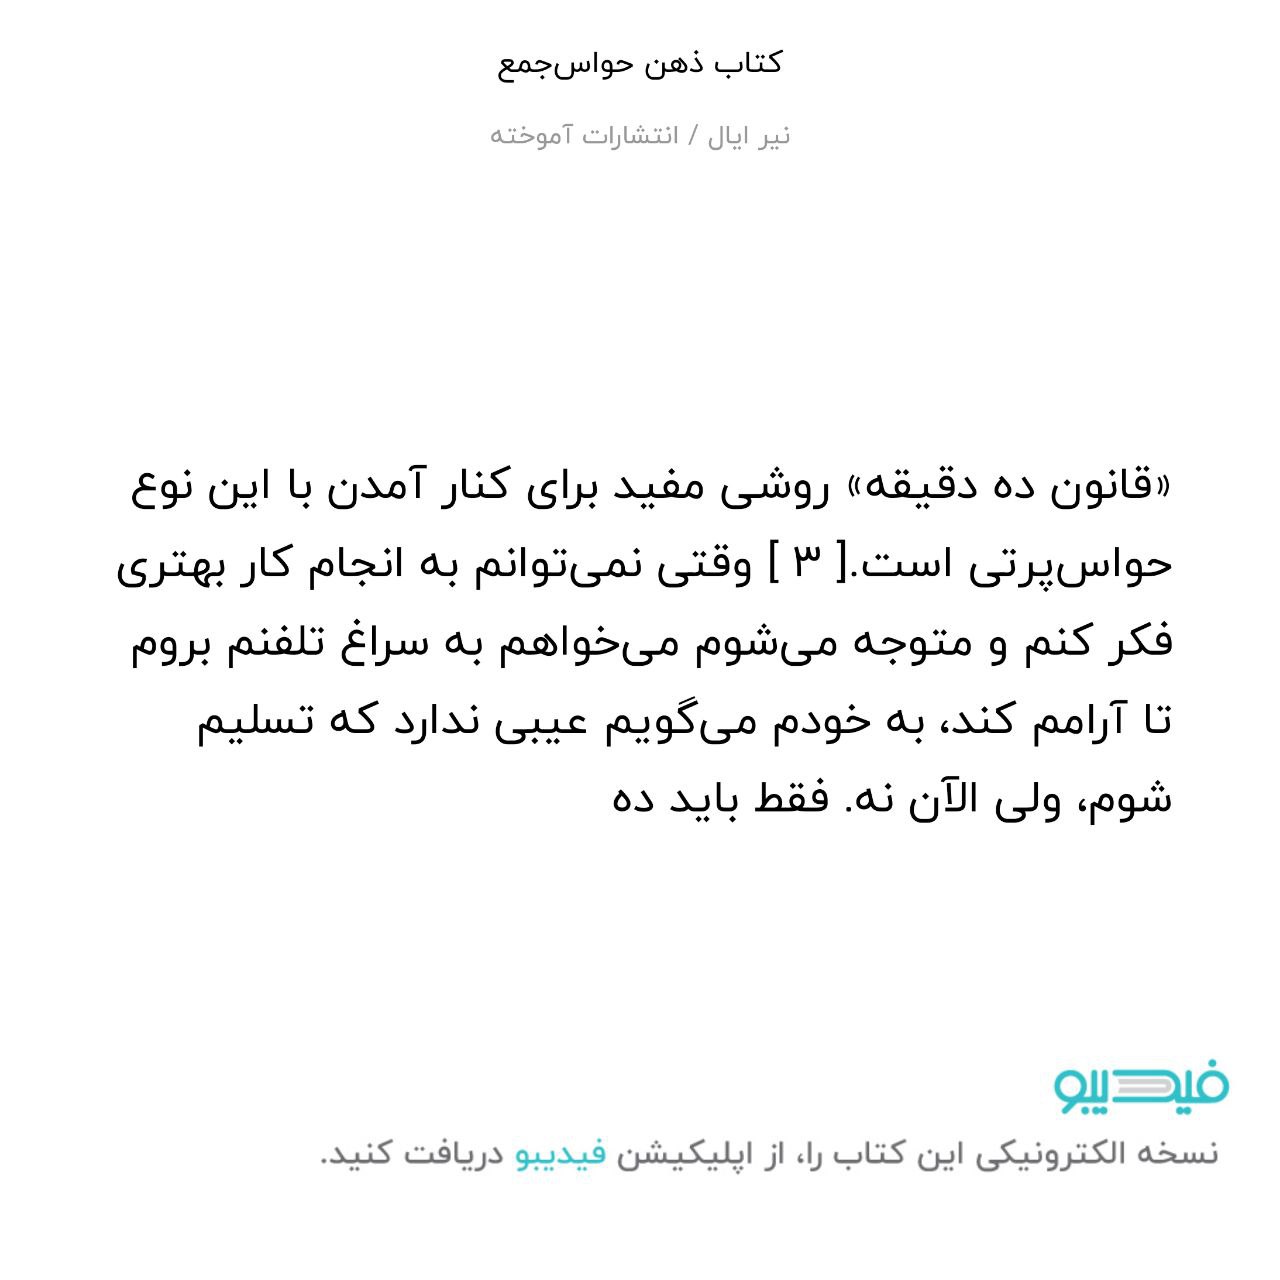 کتاب ذهن حواس‌جمع
نیر ایال / انتشارات آموخته
«قانون ده دقیقه» روشی مفید برای کنار آمدن با این نوع
حواس‌پرتی است.[ ۳ ] وقتی نمی‌توانم به انجام کار بهتری
فکر کنم و متوجه می‌شوم می‌خواهم به سراغ تلفنم بروم
تا آرامم کند، به خودم می‌گویم عیبی ندارد که تسلیم
شوم، ولی الآن نه. فقط باید ده
فیدیبو
نسخه الکترونیکی این کتاب را، از اپلیکیشن فیدیبو دریافت کنید.